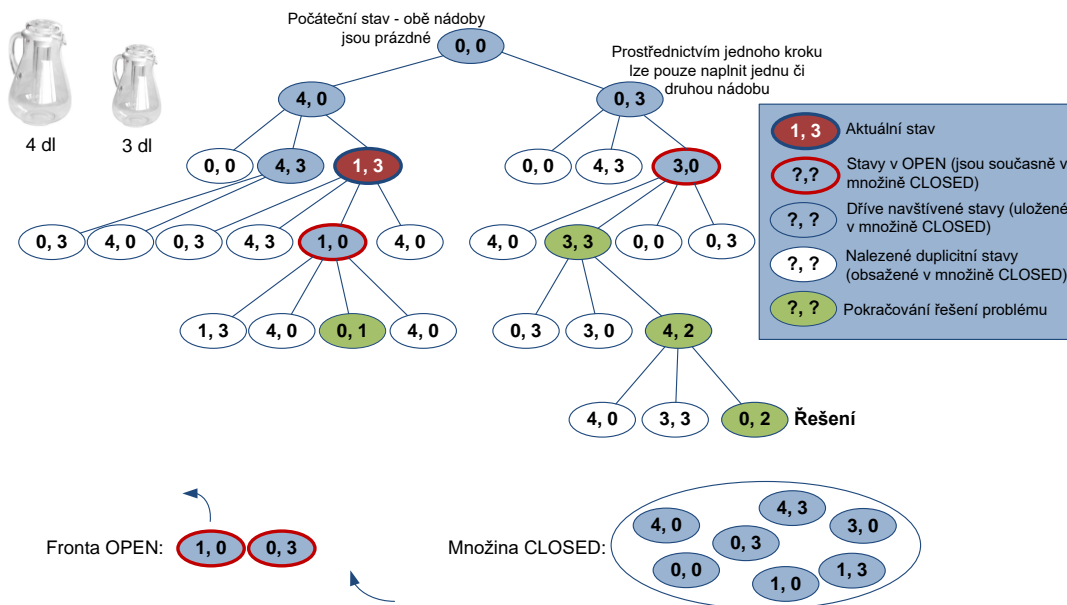 Počáteční stav - obě nádoby
jsou prázdné
0, 0
Prostřednictvím jednoho kroku
lze pouze naplnit jednu či
druhou nádobu
4, 0
0, 3
4 dl
3 dl
0, 0
4, 3
1, 3
0, 0
4, 3
3,0
0, 3
4, 0
0, 3
4, 3
1, 0
4, 0
4, 0
3, 3
0, 0
0, 3
1, 3
4, 0
0, 1
4, 0
0, 3
3, 0
4, 2
4, 0
3, 3
0, 2
Řešení
1, 3
Aktuální stav
?,?
Stavy v OPEN (jsou současně v
množině CLOSED)
?, ?
Dříve navštívené stavy (uložené
v množině CLOSED)
?, ?
Nalezené duplicitní stavy
(obsažené v množině CLOSED)
?, ?
Pokračování řešení problému
Fronta OPEN:
1, 0
0, 3
Množina CLOSED:
4, 0
4, 3
3, 0
0, 3
0, 0
1, 0
1, 3